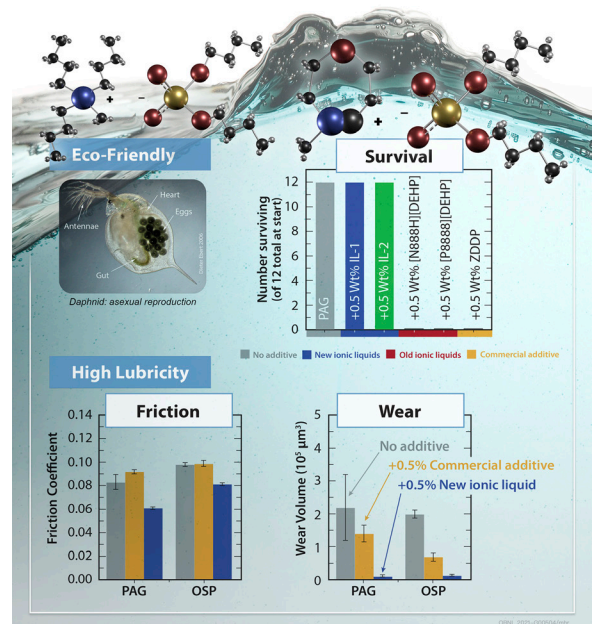 +
-
+
-
Eco-Friendly
Heart
Eggs
Antennae
Gut
Daphnid: asexual reproduction
Survival
Number surviving
(of 12 total at start)
12
10
8
6
4
2
0
PAG
+0.5 Wt% IL-1
+0.5 Wt% IL-2
+0.5 Wt% [N888H][DEHP]
+0.5 Wt% [P8888][DEHP]
+0.5 Wt% ZDDP
No additive
New ionic liquids
Old ionic liquids
Commercial additive
High Lubricity
Friction
Friction Coefficient
0.14
0.12
0.10
0.08
0.06
0.04
0.02
0.00
PAG
OSP
Wear
Wear Volume (10⁵ µm³)
5
4
3
2
1
0
No additive
+0.5% Commercial additive
+0.5% New ionic liquid
PAG
OSP